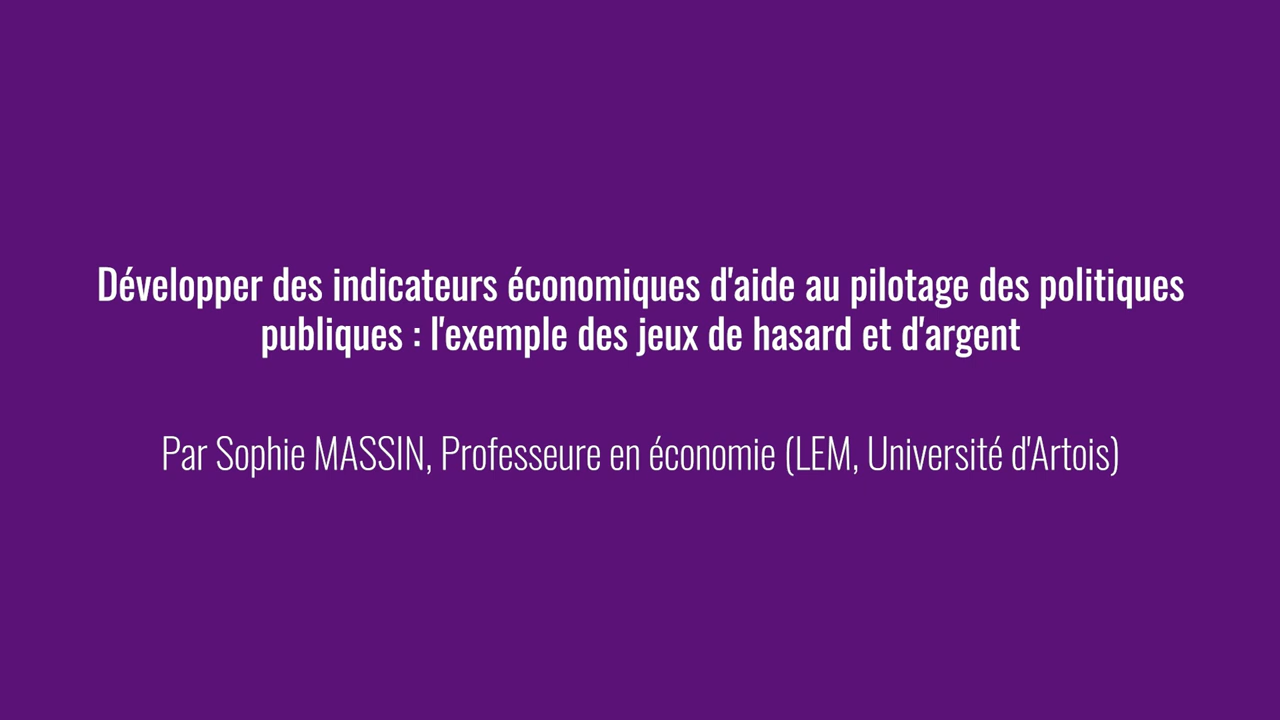 Développer des indicateurs économiques d'aide au pilotage des politiques
publiques : l'exemple des jeux de hasard et d'argent
Par Sophie MASSIN, Professeure en économie (LEM, Université d'Artois)